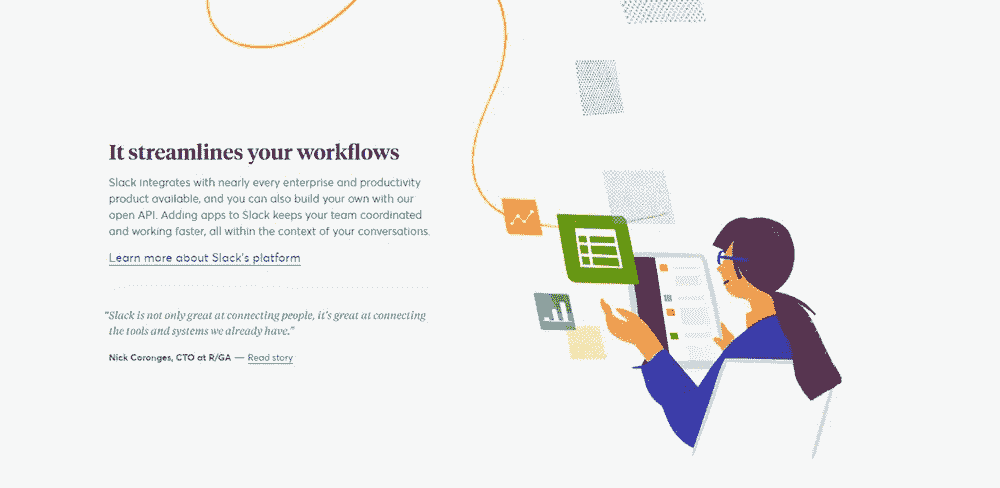 It streamlines your workflows
Slack integrates with nearly every enterprise and productivity
product available, and you can also build your own with our
open API. Adding apps to Slack keeps your team coordinated
and working faster, all within the context of your conversations.
Learn more about Slack's platform
“Slack is not only great at connecting people, it's great at connecting
the tools and systems we already have.”
Nick Coronges, CTO at R/GA — Read story